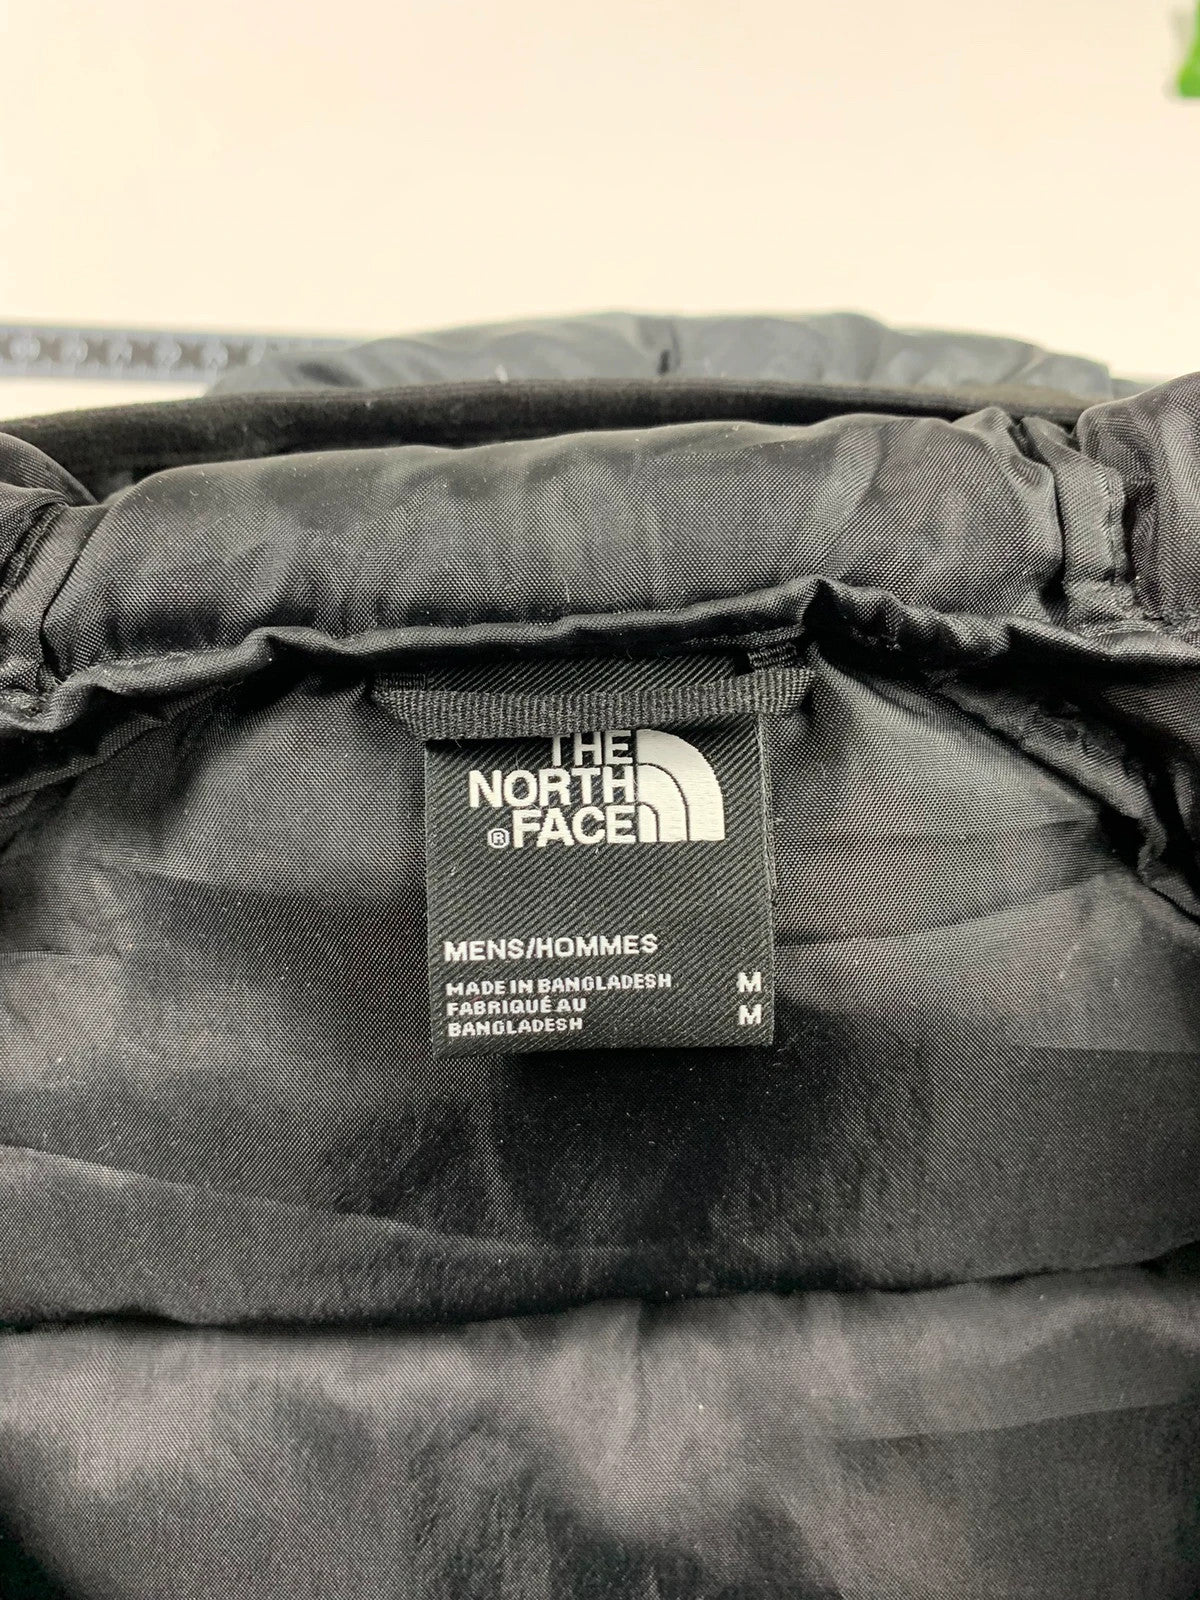 THE
NORTH
® FACE
MENS/HOMMES
MADE IN BANGLADESH M
FABRIQUÉ AU M
BANGLADESH